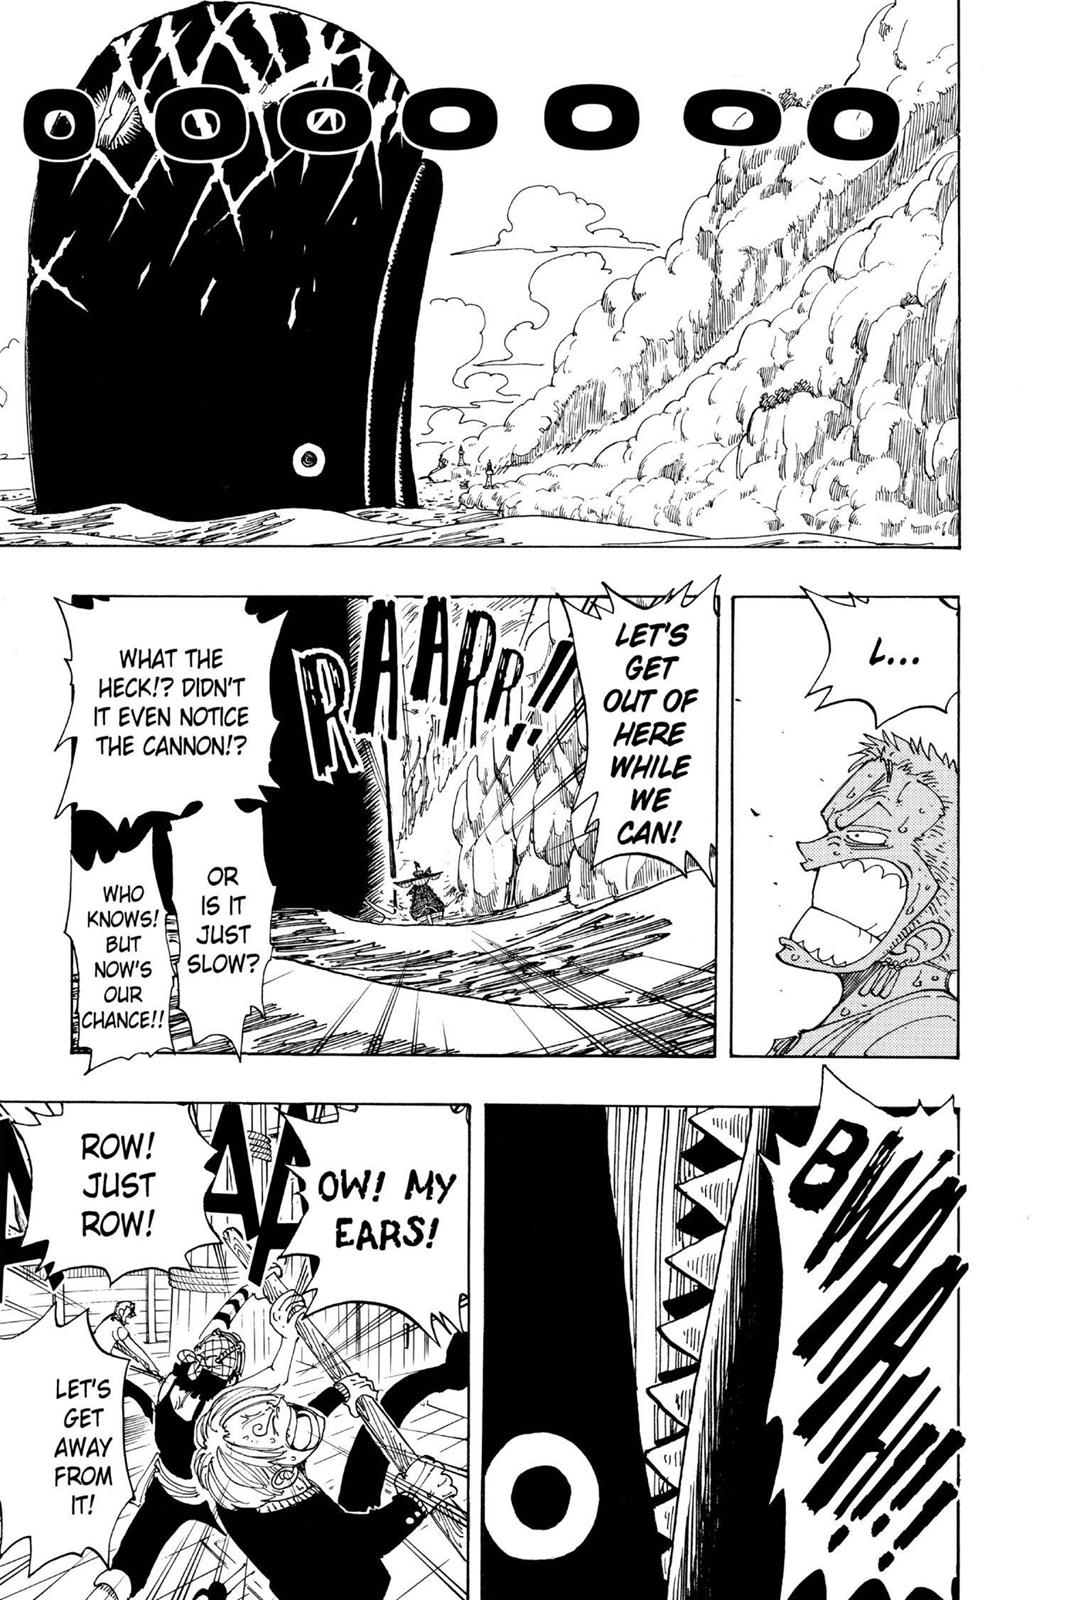 OOOOOOO
L...
LET'S
GET
OUT OF
HERE
WHILE
WE
CAN!
RAAARR!!
WHAT THE
HECK!? DIDN'T
IT EVEN NOTICE
THE CANNON!?
OR
IS IT
JUST
SLOW?
WHO
KNOWS!
BUT
NOW'S
OUR
CHANCE!!
BWAAAHH!!!
OW! MY
EARS!
ROW!
JUST
ROW!
LET'S
GET
AWAY
FROM
IT!